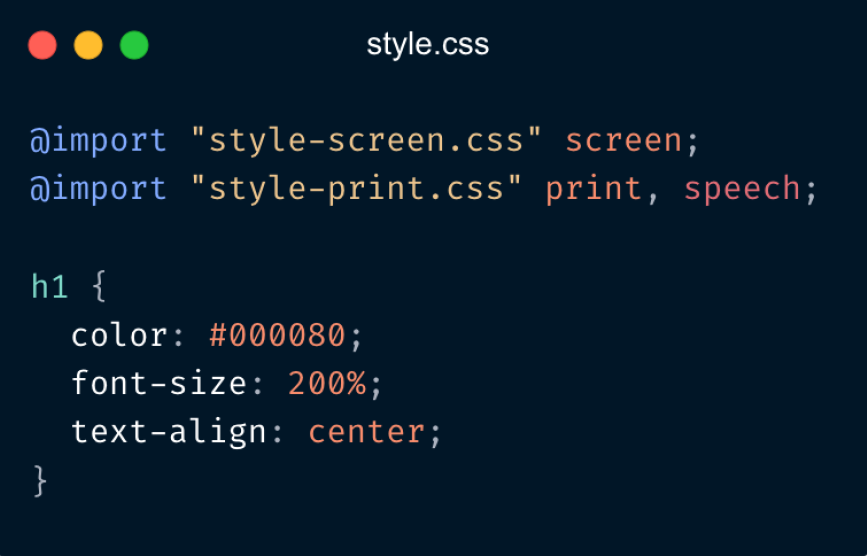 style.css
@import "style-screen.css" screen;
@import "style-print.css" print, speech;
h1 {
color: #000080;
font-size: 200%;
text-align: center;
}